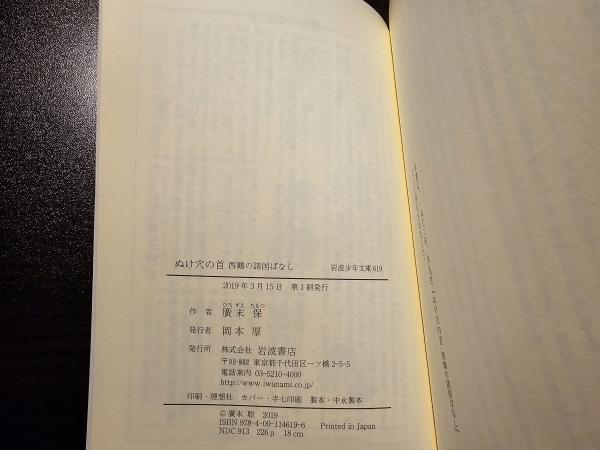 ぬけ穴の首 西鶴の諸国ばなし 岩波少年文庫 619
2019年3月15日 第1刷発行
ひろ すえ たもつ
作者 廣末 保
発行者 岡本 厚
発行所 株式会社 岩波書店
〒101-8002 東京都千代田区一ツ橋2-5-5
電話案内 03-5210-4000
http://www.iwanami.co.jp/
印刷・理想社 カバー・半七印刷 製本・中永製本
© 廣末 聡 2019
ISBN 978-4-00-114619-6 Printed in Japan
NDC 913 226 p. 18 cm